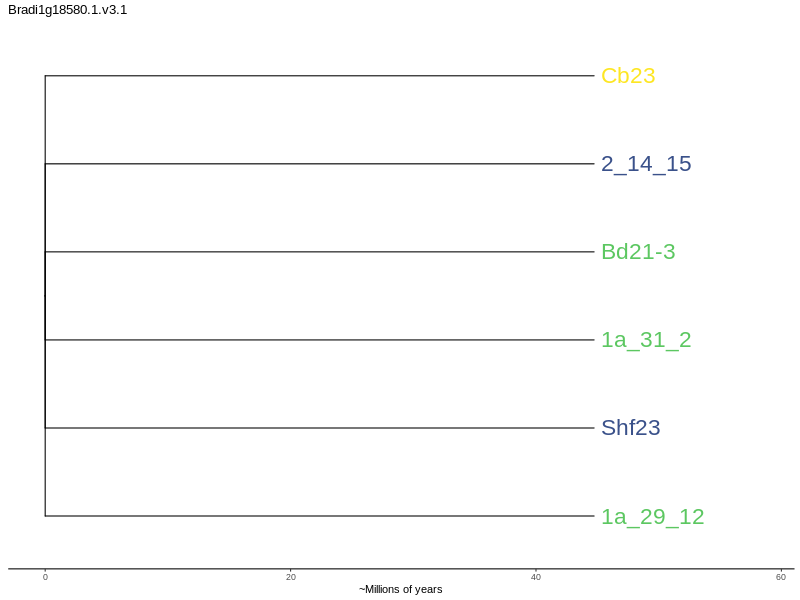 Bradi1g18580.1.v3.1
Cb23
2_14_15
Bd21-3
1a_31_2
Shf23
1a_29_12
0 20 40 60
~Millions of years